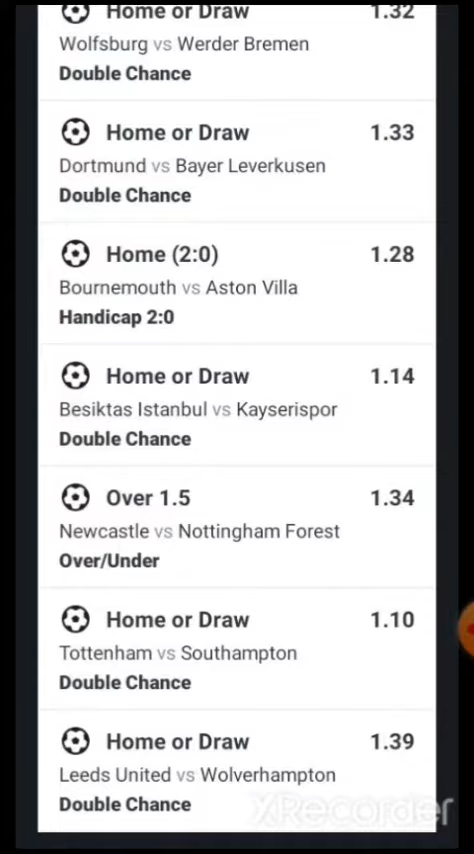 Home or Draw 1.32
Wolfsburg vs Werder Bremen
Double Chance
Home or Draw 1.33
Dortmund vs Bayer Leverkusen
Double Chance
Home (2:0) 1.28
Bournemouth vs Aston Villa
Handicap 2:0
Home or Draw 1.14
Besiktas Istanbul vs Kayserispor
Double Chance
Over 1.5 1.34
Newcastle vs Nottingham Forest
Over/Under
Home or Draw 1.10
Tottenham vs Southampton
Double Chance
Home or Draw 1.39
Leeds United vs Wolverhampton
Double Chance
XRecorder